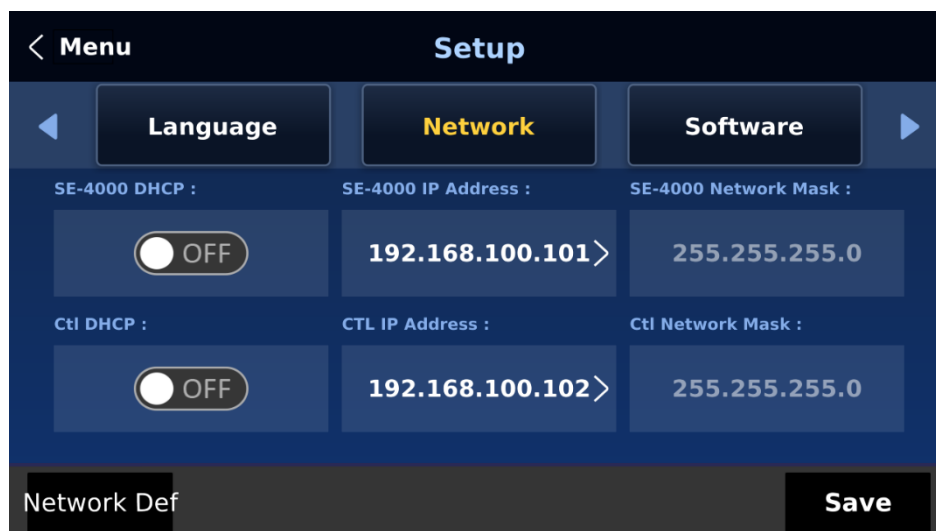 Menu
Setup
Language
Network
Software
SE-4000 DHCP :
SE-4000 IP Address :
SE-4000 Network Mask :
OFF
192.168.100.101
255.255.255.0
Ctl DHCP :
CTL IP Address :
Ctl Network Mask :
OFF
192.168.100.102
255.255.255.0
Network Def
Save